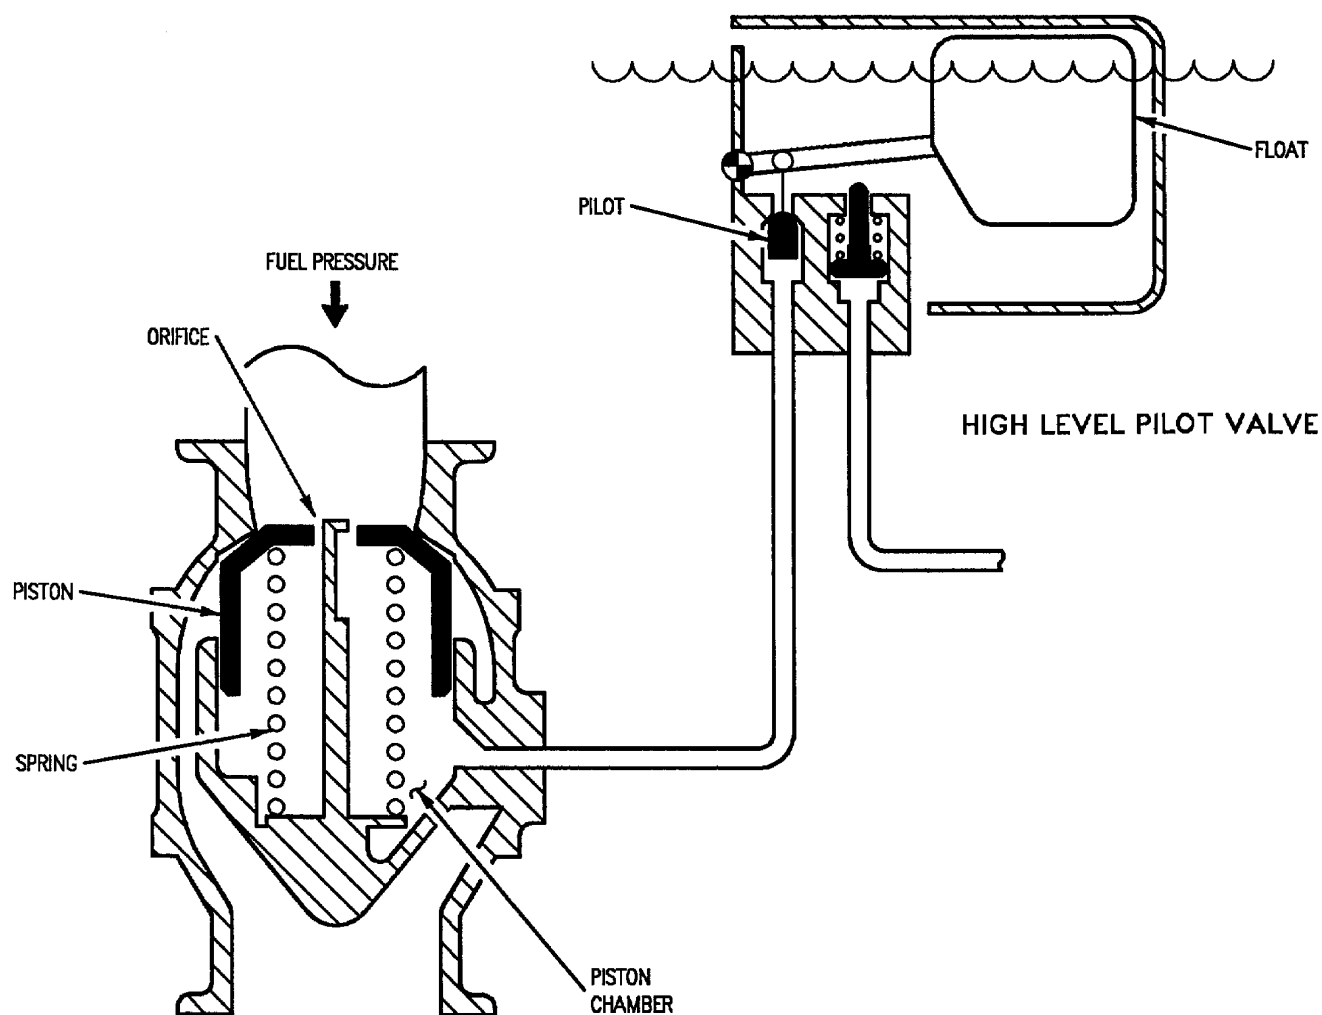 FLOAT
PILOT
FUEL PRESSURE
ORIFICE
HIGH LEVEL PILOT VALVE
PISTON
SPRING
PISTON
CHAMBER